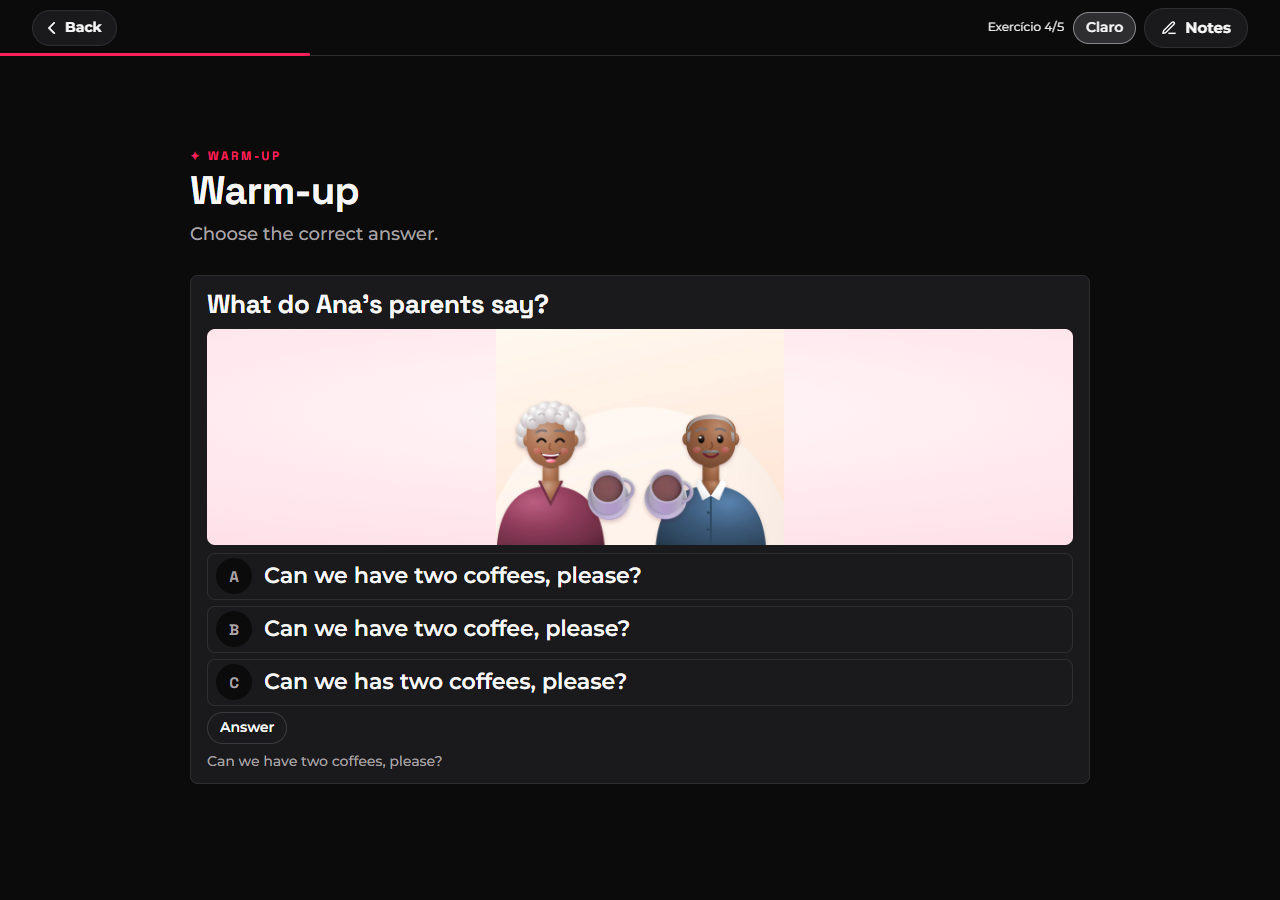 Back
Exercício 4/5
Claro
Notes
✦ WARM-UP
Warm-up
Choose the correct answer.
What do Ana's parents say?
A Can we have two coffees, please?
B Can we have two coffee, please?
C Can we has two coffees, please?
Answer
Can we have two coffees, please?